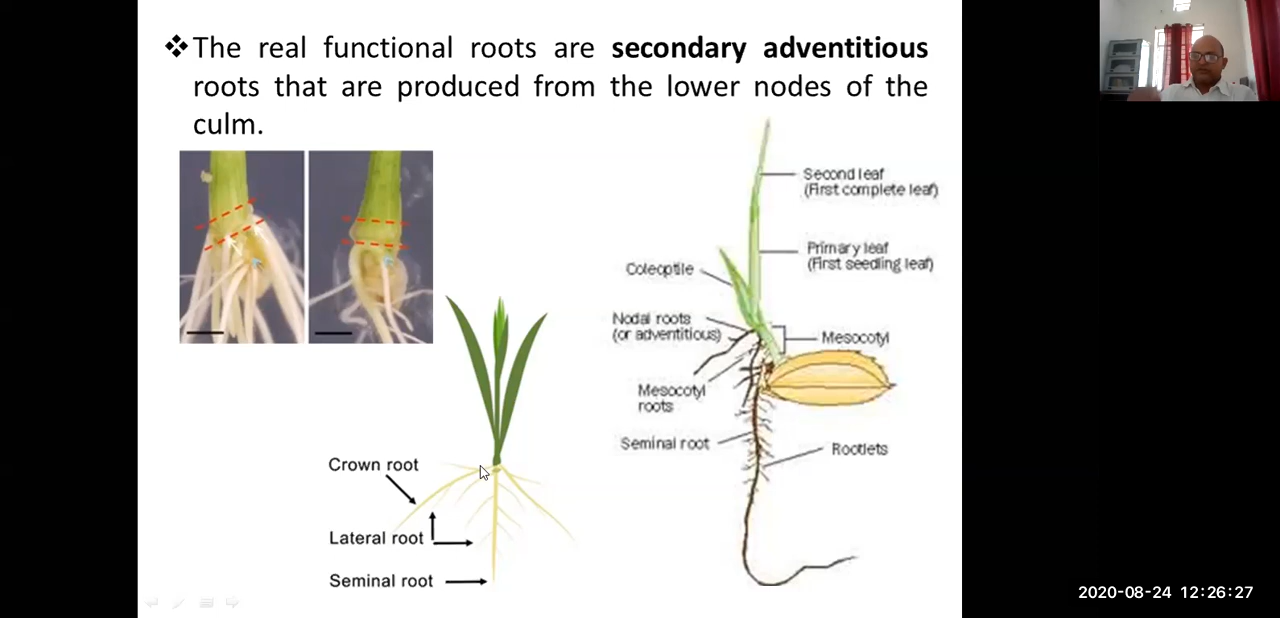 ❖The real functional roots are secondary adventitious
roots that are produced from the lower nodes of the
culm.
Second leaf
(First complete leaf)
Primary leaf
(First seedling leaf)
Coleoptile
Nodal roots
(or adventitious)
Mesocotyl
Mesocotyl
roots
Seminal root
Rootlets
Crown root
Lateral root
Seminal root
2020-08-24 12:26:27